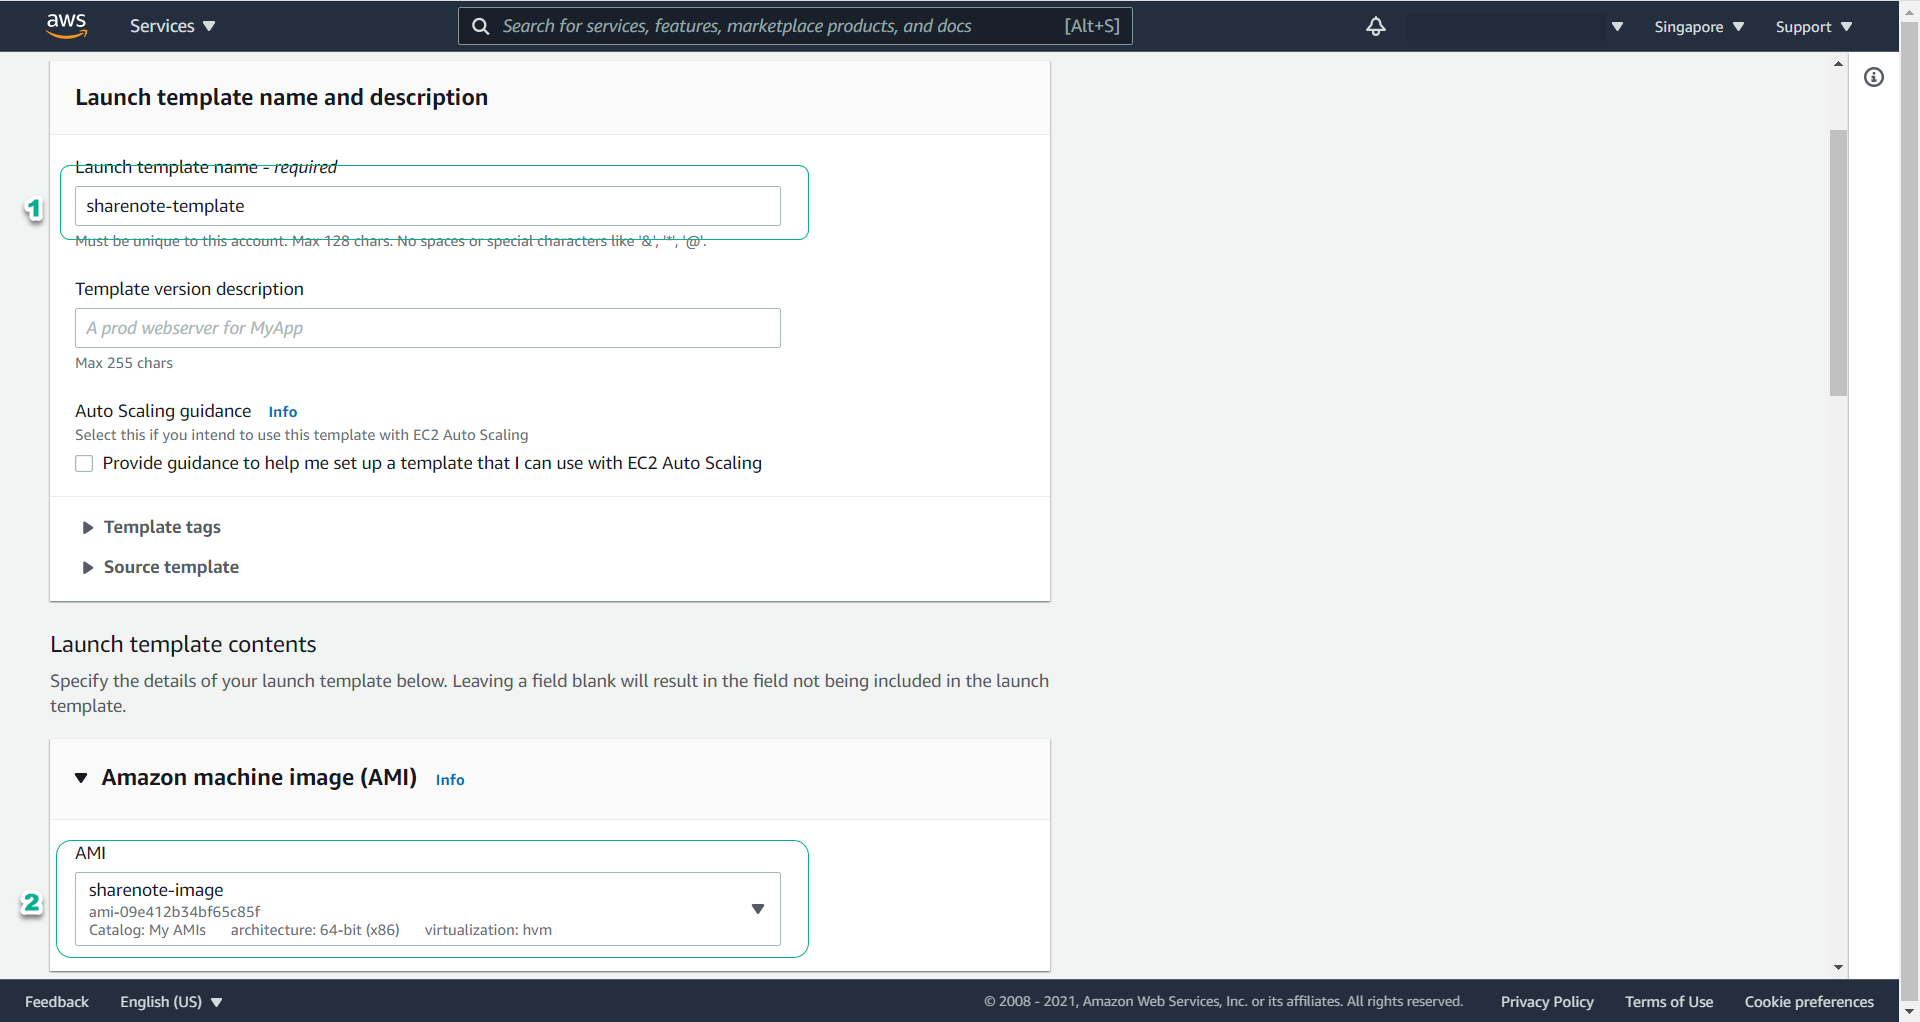 aws Services Search for services, features, marketplace products, and docs [Alt+S] Singapore Support
Launch template name and description
Launch template name - required
1
sharenote-template
Must be unique to this account. Max 128 chars. No spaces or special characters like '&', '*', '@'.
Template version description
A prod webserver for MyApp
Max 255 chars
Auto Scaling guidance Info
Select this if you intend to use this template with EC2 Auto Scaling
Provide guidance to help me set up a template that I can use with EC2 Auto Scaling
Template tags
Source template
Launch template contents
Specify the details of your launch template below. Leaving a field blank will result in the field not being included in the launch
template.
Amazon machine image (AMI) Info
AMI
2
sharenote-image
ami-09e412b34bf65c85f
Catalog: My AMIs architecture: 64-bit (x86) virtualization: hvm
Feedback English (US) © 2008 - 2021, Amazon Web Services, Inc. or its affiliates. All rights reserved. Privacy Policy Terms of Use Cookie preferences